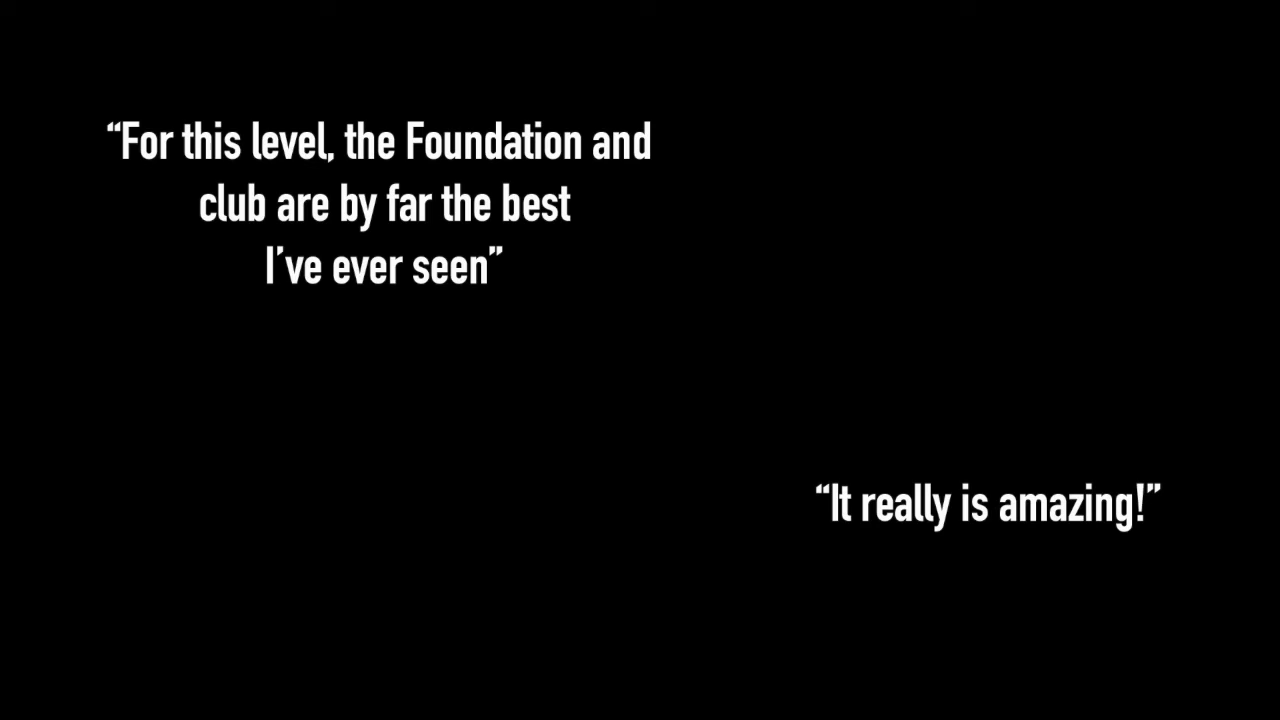 “For this level, the Foundation and
club are by far the best
I’ve ever seen”
“It really is amazing!”